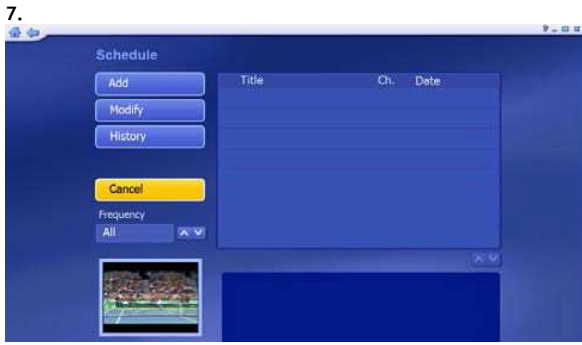 7.
Schedule
Add
Modify
History
Cancel
Frequency
All
Title Ch. Date